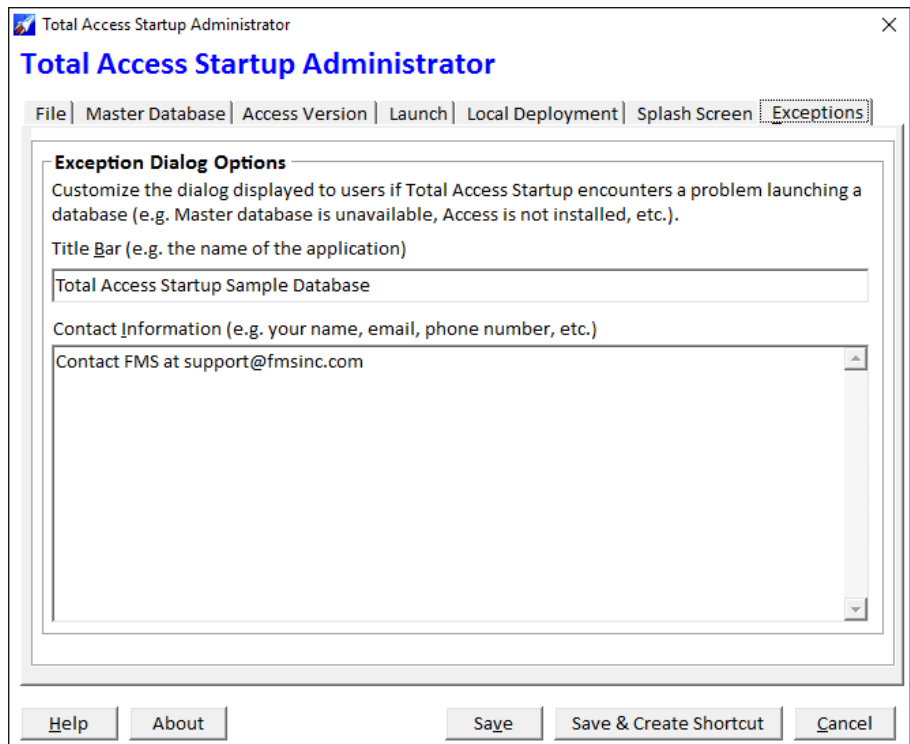 Total Access Startup Administrator
Total Access Startup Administrator
File Master Database Access Version Launch Local Deployment Splash Screen Exceptions
Exception Dialog Options
Customize the dialog displayed to users if Total Access Startup encounters a problem launching a
database (e.g. Master database is unavailable, Access is not installed, etc.).
Title Bar (e.g. the name of the application)
Total Access Startup Sample Database
Contact Information (e.g. your name, email, phone number, etc.)
Contact FMS at support@fmsinc.com
Help About Save Save & Create Shortcut Cancel